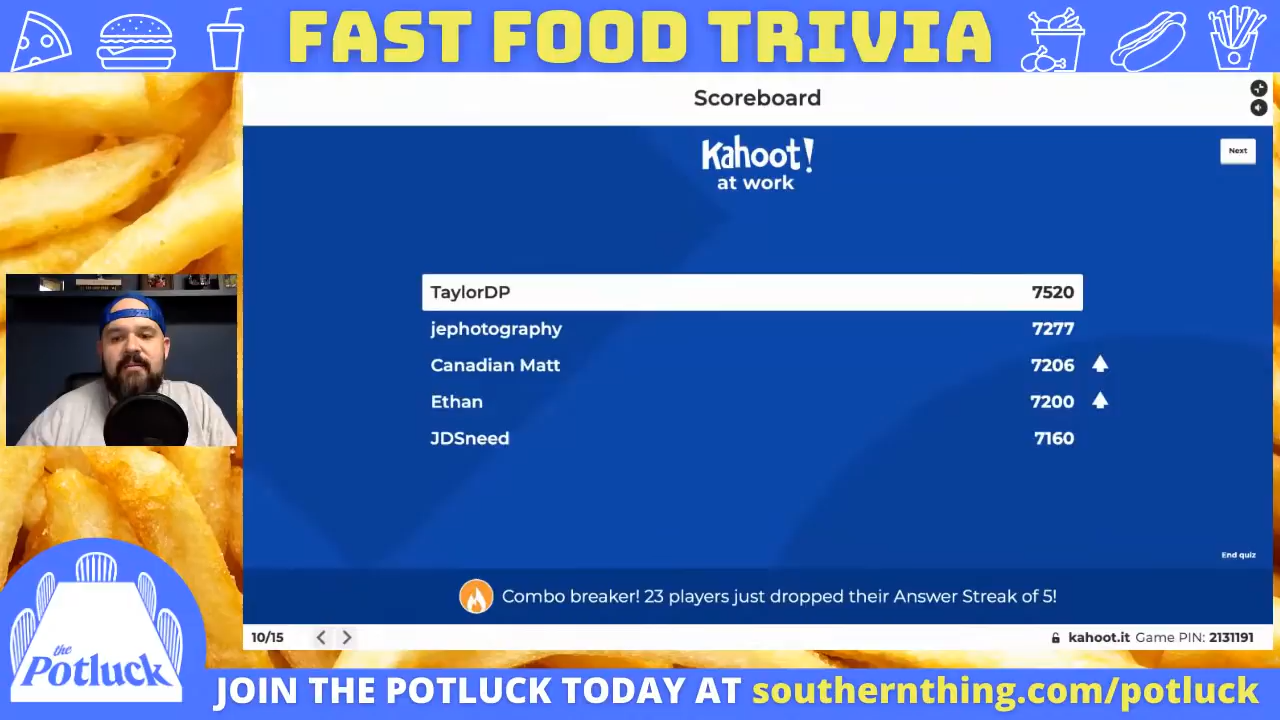 FAST FOOD TRIVIA
Scoreboard
Kahoot!
at work
Next
TaylorDP 7520
jephotography 7277
Canadian Matt 7206
Ethan 7200
JDSneed 7160
End quiz
Combo breaker! 23 players just dropped their Answer Streak of 5!
10/15
kahoot.it Game PIN: 2131191
the
Potluck
JOIN THE POTLUCK TODAY AT southernthing.com/potluck